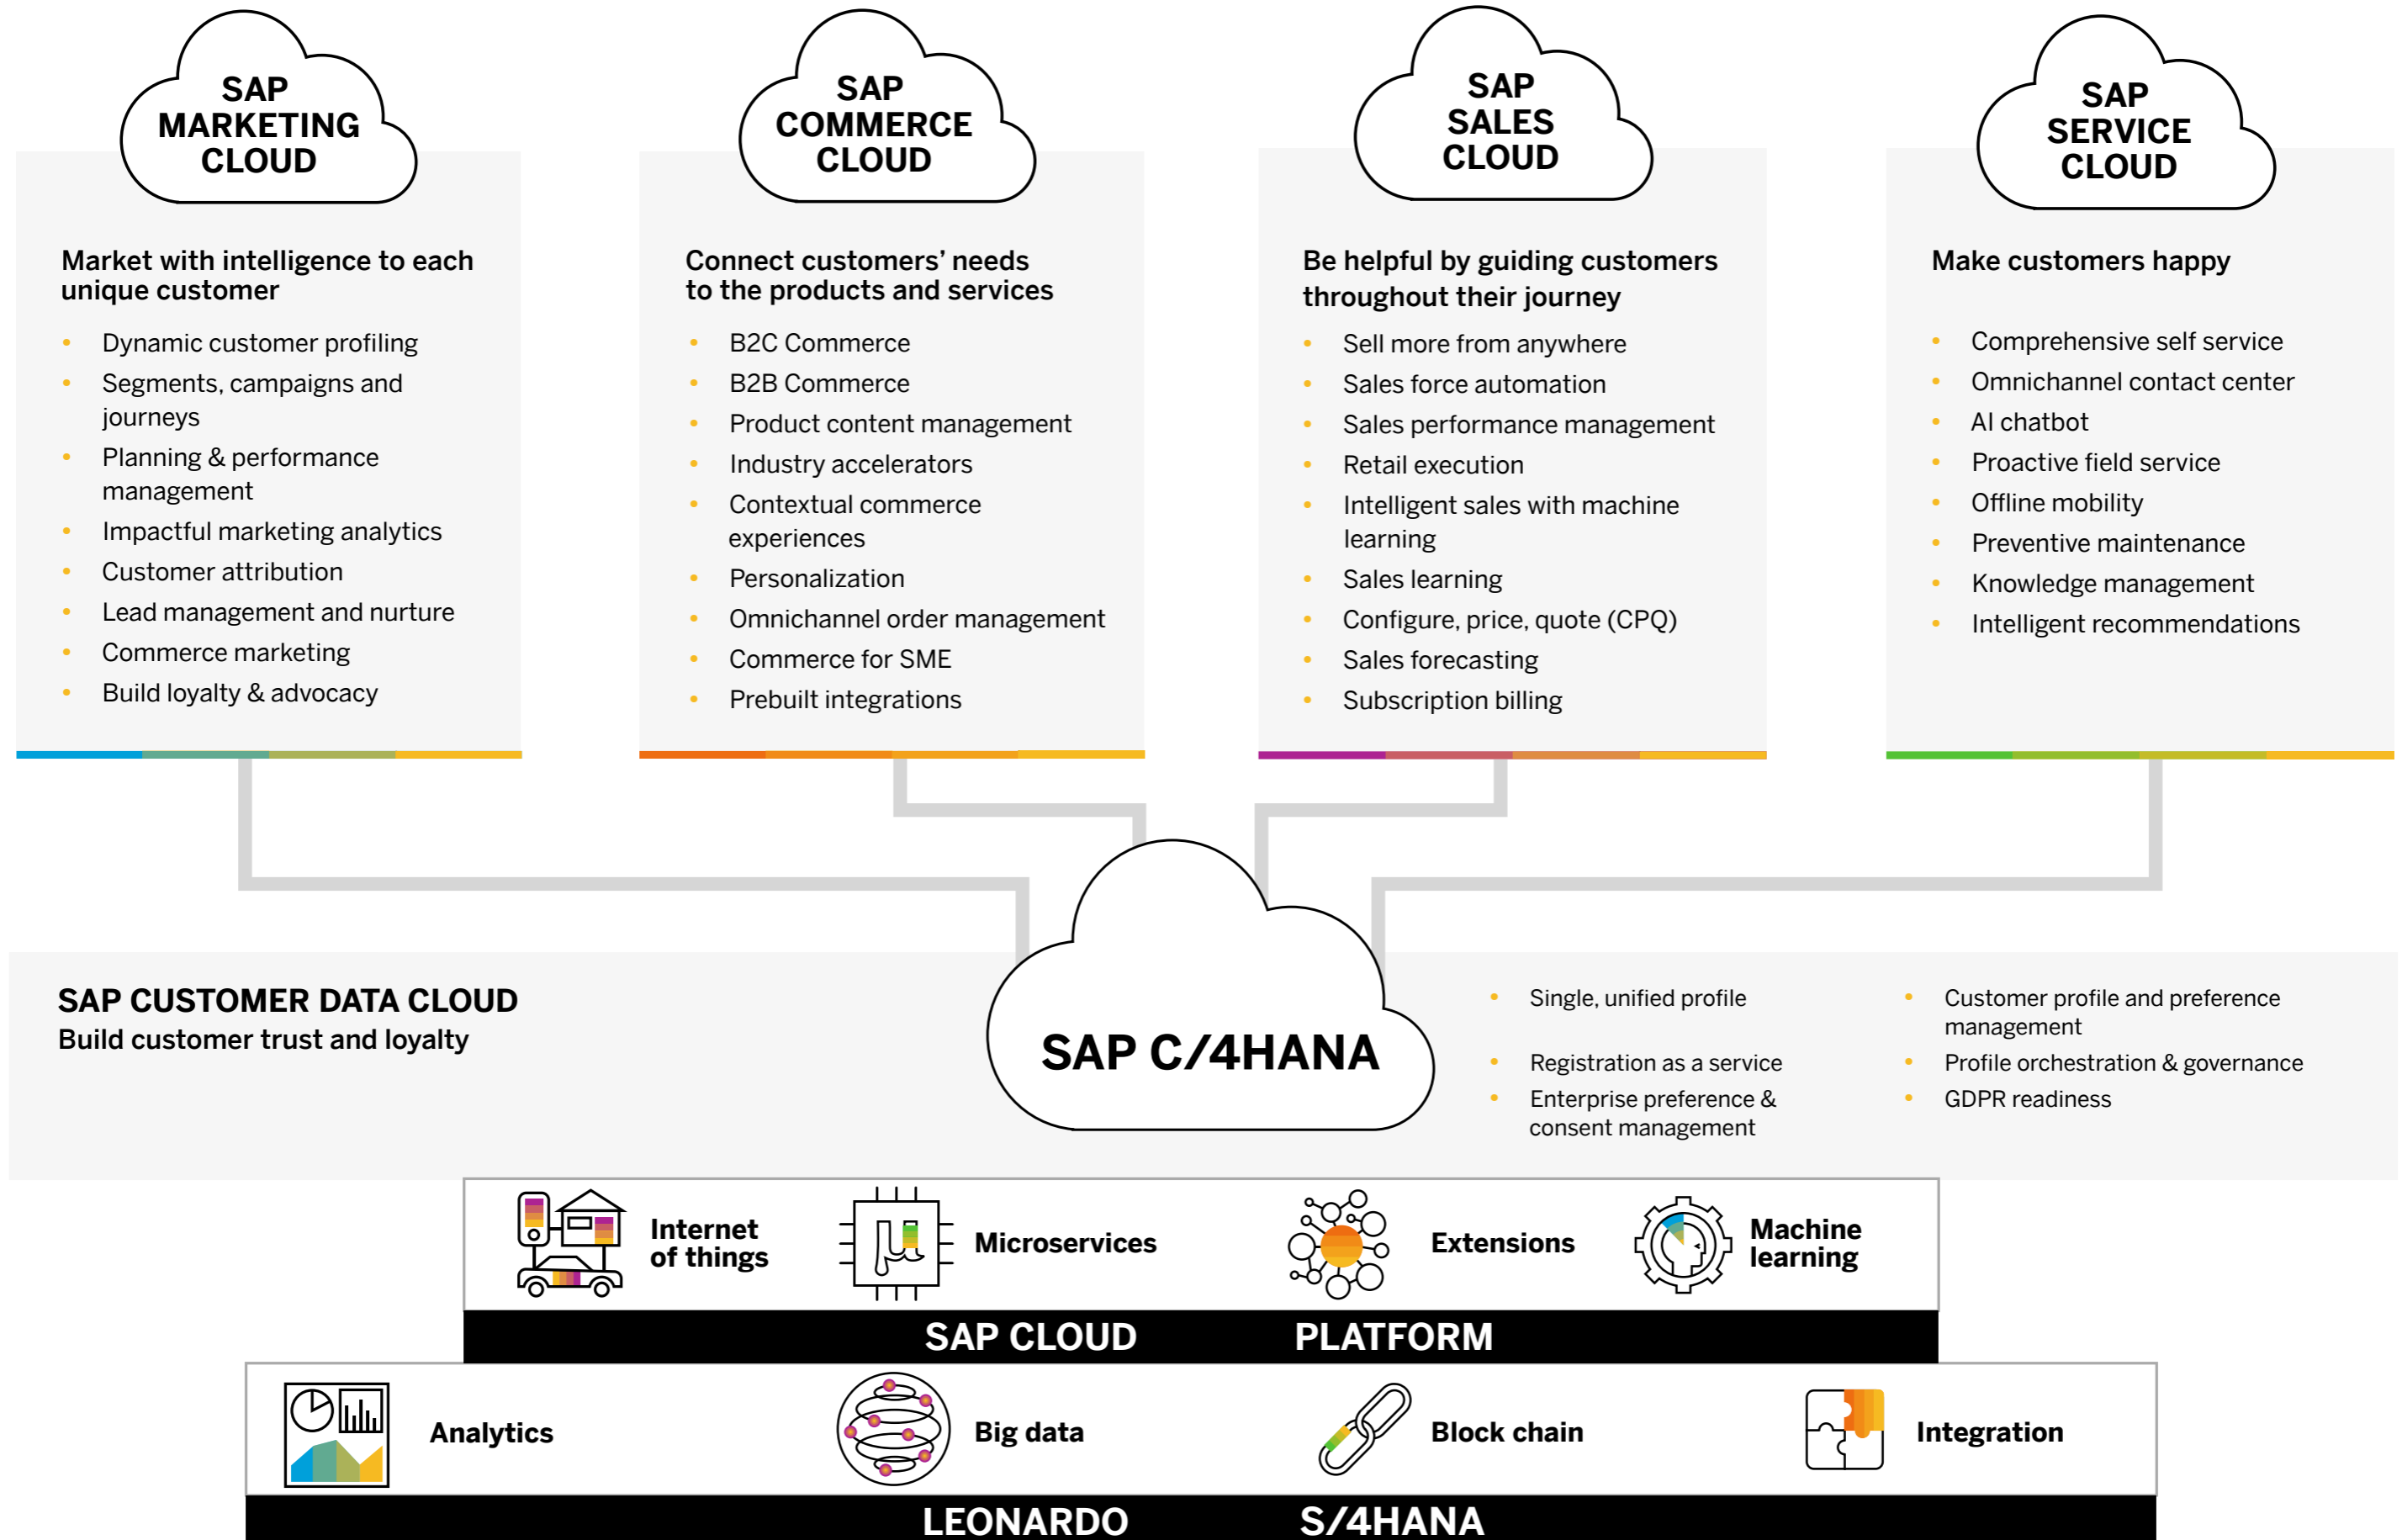 SAP
MARKETING
CLOUD
Market with intelligence to each
unique customer
• Dynamic customer profiling
• Segments, campaigns and
journeys
• Planning & performance
management
• Impactful marketing analytics
• Customer attribution
• Lead management and nurture
• Commerce marketing
• Build loyalty & advocacy
SAP
COMMERCE
CLOUD
Connect customers’ needs
to the products and services
• B2C Commerce
• B2B Commerce
• Product content management
• Industry accelerators
• Contextual commerce
experiences
• Personalization
• Omnichannel order management
• Commerce for SME
• Prebuilt integrations
SAP
SALES
CLOUD
Be helpful by guiding customers
throughout their journey
• Sell more from anywhere
• Sales force automation
• Sales performance management
• Retail execution
• Intelligent sales with machine
learning
• Sales learning
• Configure, price, quote (CPQ)
• Sales forecasting
• Subscription billing
SAP
SERVICE
CLOUD
Make customers happy
• Comprehensive self service
• Omnichannel contact center
• AI chatbot
• Proactive field service
• Offline mobility
• Preventive maintenance
• Knowledge management
• Intelligent recommendations
SAP CUSTOMER DATA CLOUD
Build customer trust and loyalty
SAP C/4HANA
• Single, unified profile
• Registration as a service
• Enterprise preference &
consent management
• Customer profile and preference
management
• Profile orchestration & governance
• GDPR readiness
Internet
of things
µ
Microservices
Extensions
Machine
learning
SAP CLOUD PLATFORM
Analytics
Big data
Block chain
Integration
LEONARDO S/4HANA